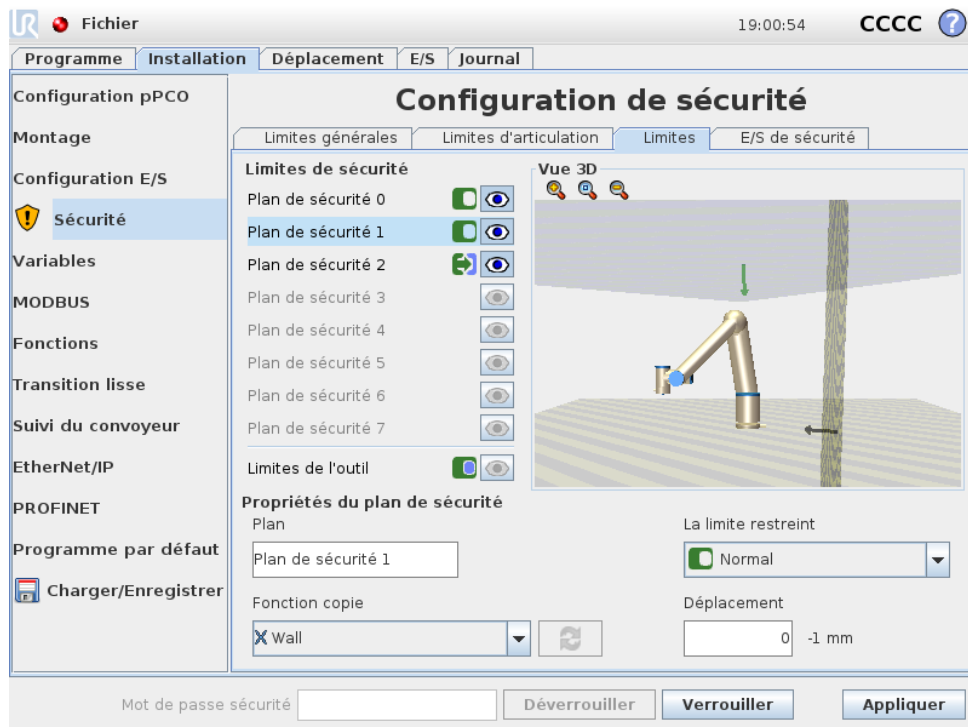 UR Fichier 19:00:54 CCCC ?
Programme Installation Déplacement E/S Journal
Configuration pPCO
Montage
Configuration E/S
Sécurité
Variables
MODBUS
Fonctions
Transition lisse
Suivi du convoyeur
EtherNet/IP
PROFINET
Programme par défaut
Charger/Enregistrer
Configuration de sécurité
Limites générales Limites d'articulation Limites E/S de sécurité
Limites de sécurité
Plan de sécurité 0
Plan de sécurité 1
Plan de sécurité 2
Plan de sécurité 3
Plan de sécurité 4
Plan de sécurité 5
Plan de sécurité 6
Plan de sécurité 7
Limites de l'outil
Vue 3D
Propriétés du plan de sécurité
Plan
Plan de sécurité 1
La limite restreint
Normal
Fonction copie
Wall
Déplacement
0 -1 mm
Mot de passe sécurité Déverrouiller Verrouiller Appliquer